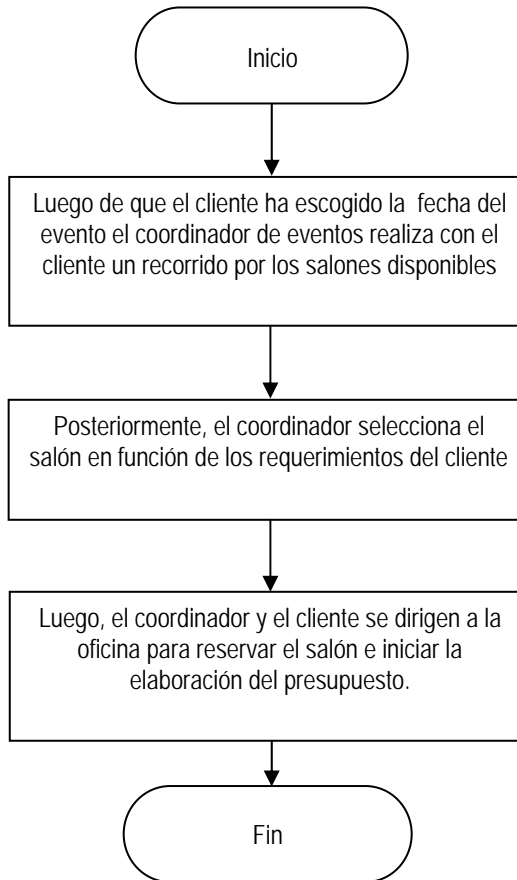 Inicio
Luego de que el cliente ha escogido la  fecha del
evento el coordinador de eventos realiza con el
cliente un recorrido por los salones disponibles
Posteriormente, el coordinador selecciona el
salón en función de los requerimientos del cliente
Luego, el coordinador y el cliente se dirigen a la
oficina para reservar el salón e iniciar la
elaboración del presupuesto.
Fin